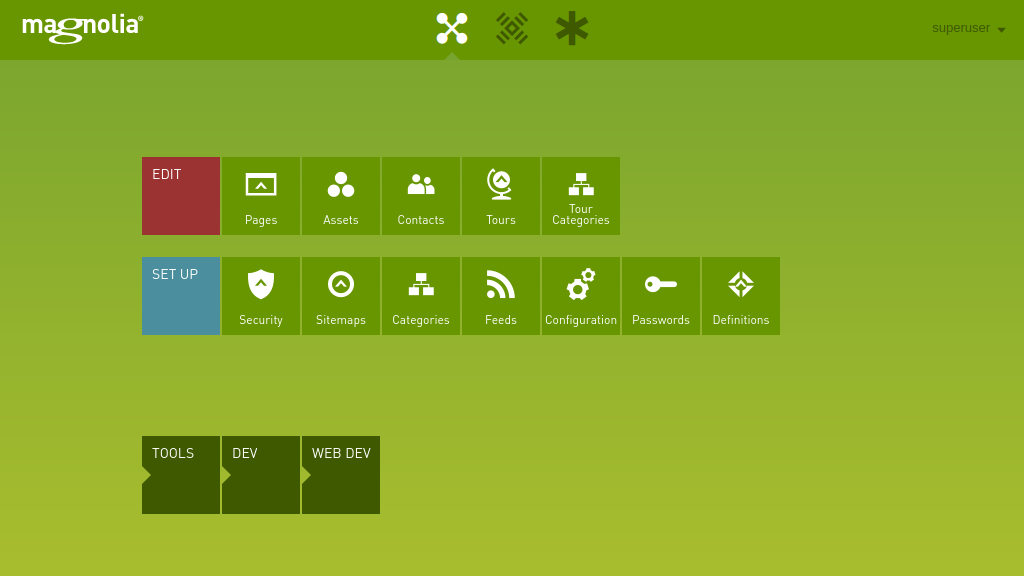 magnolia®
superuser
EDIT
Pages
Assets
Contacts
Tours
Tour
Categories
SET UP
Security
Sitemaps
Categories
Feeds
Configuration
Passwords
Definitions
TOOLS
DEV
WEB DEV